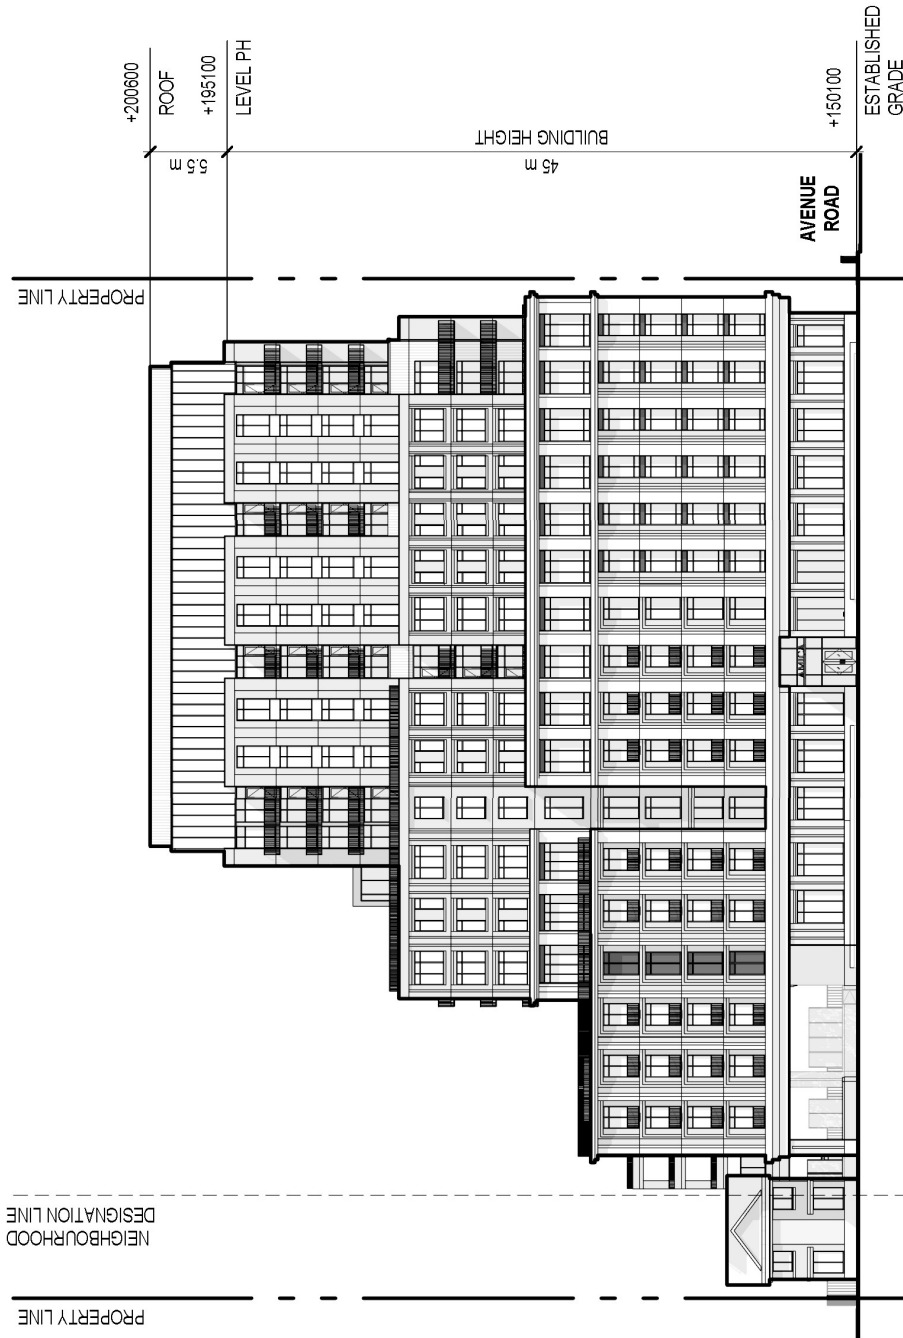 +200600
ROOF
+195100
LEVEL PH
5.5 m
45 m
BUILDING HEIGHT
+150100
ESTABLISHED
GRADE
AVENUE
ROAD
PROPERTY LINE
AMICA
NEIGHBOURHOOD
DESIGNATION LINE
PROPERTY LINE